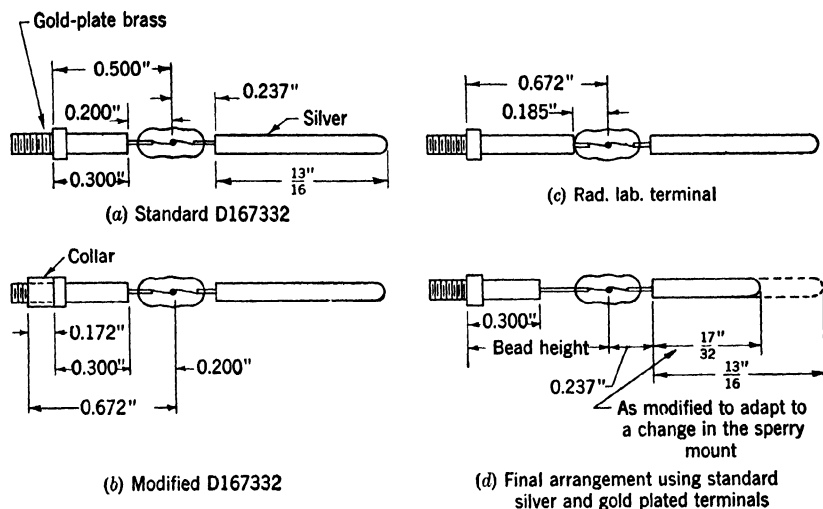 Gold-plate brass
0.500"
0.237"
0.200"
Silver
0.300"
13"
16
(a) Standard D167332
0.672"
0.185"
(c) Rad. lab. terminal
Collar
0.172"
0.300"
0.200"
0.672"
(b) Modified D167332
0.300"
Bead height
0.237"
17"
32
13"
16
As modified to adapt to
a change in the sperry
mount
(d) Final arrangement using standard
silver and gold plated terminals